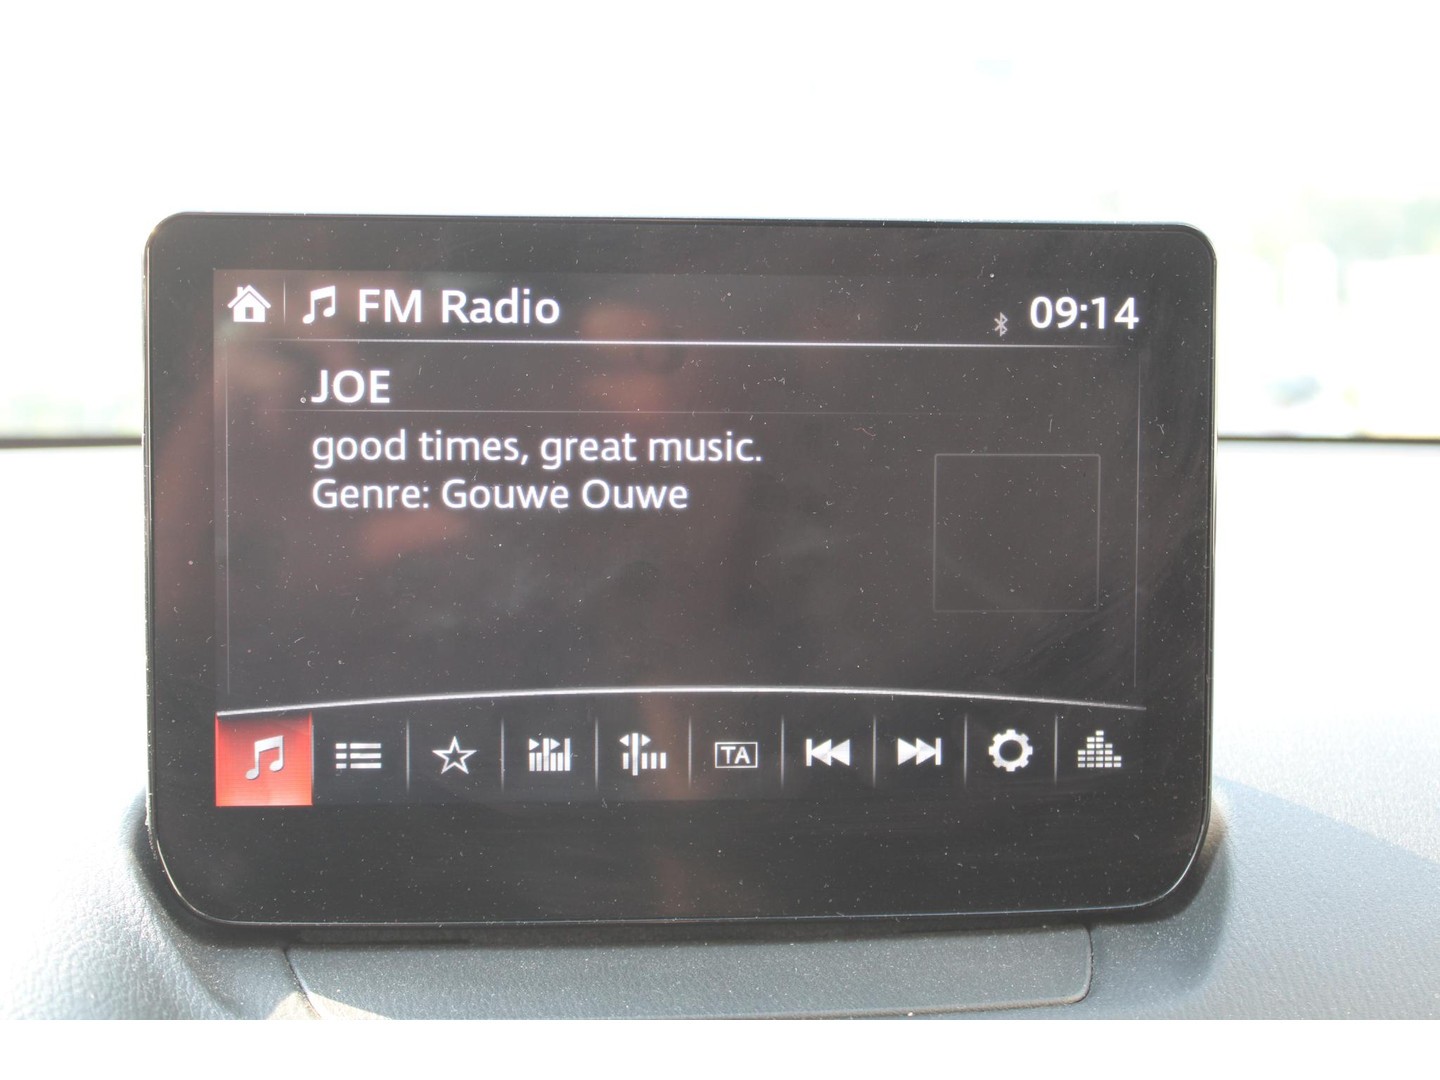 FM Radio
09:14
JOE
good times, great music.
Genre: Gouwe Ouwe
TA